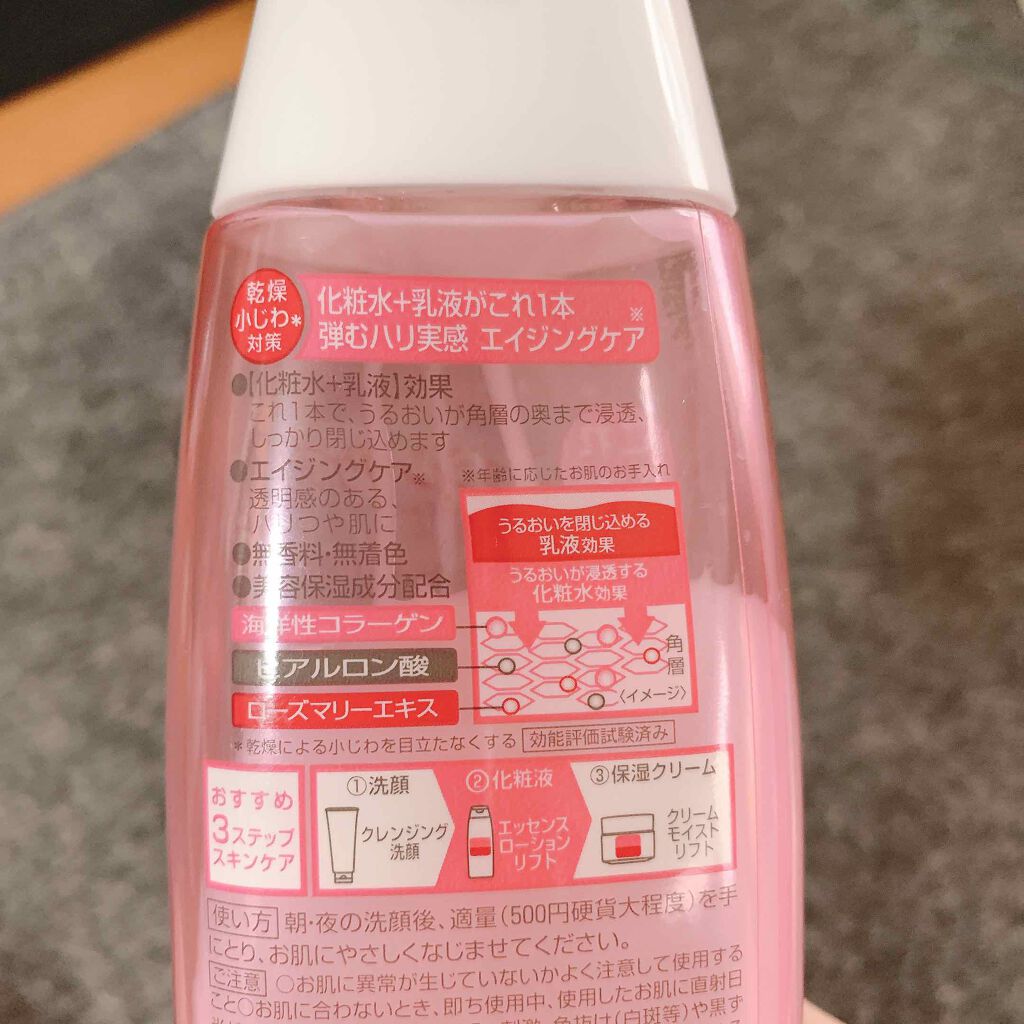 乾燥
小じわ*
対策
化粧水+乳液がこれ1本
弾むハリ実感 エイジングケア※
●【化粧水+乳液】効果
これ1本で、うるおいが角層の奥まで浸透、
しっかり閉じ込めます
●エイジングケア※
※年齢に応じたお肌のお手入れ
透明感のある、
ハリつや肌に
●無香料・無着色
●美容保湿成分配合
海洋性コラーゲン
ヒアルロン酸
ローズマリーエキス
うるおいを閉じ込める
乳液効果
うるおいが浸透する
化粧水効果
角層
〈イメージ〉
*乾燥による小じわを目立たなくする 効能評価試験済み
おすすめ
3ステップ
スキンケア
①洗顔
クレンジング
洗顔
②化粧液
エッセンス
ローション
リフト
③保湿クリーム
クリーム
モイスト
リフト
使い方 朝・夜の洗顔後、適量(500円硬貨大程度)を手
にとり、お肌にやさしくなじませてください。
ご注意 ○お肌に異常が生じていないかよく注意して使用する
こと○お肌に合わないとき、即ち使用中、使用したお肌に直射日
刺激、色抜け(白斑等)や黒ず